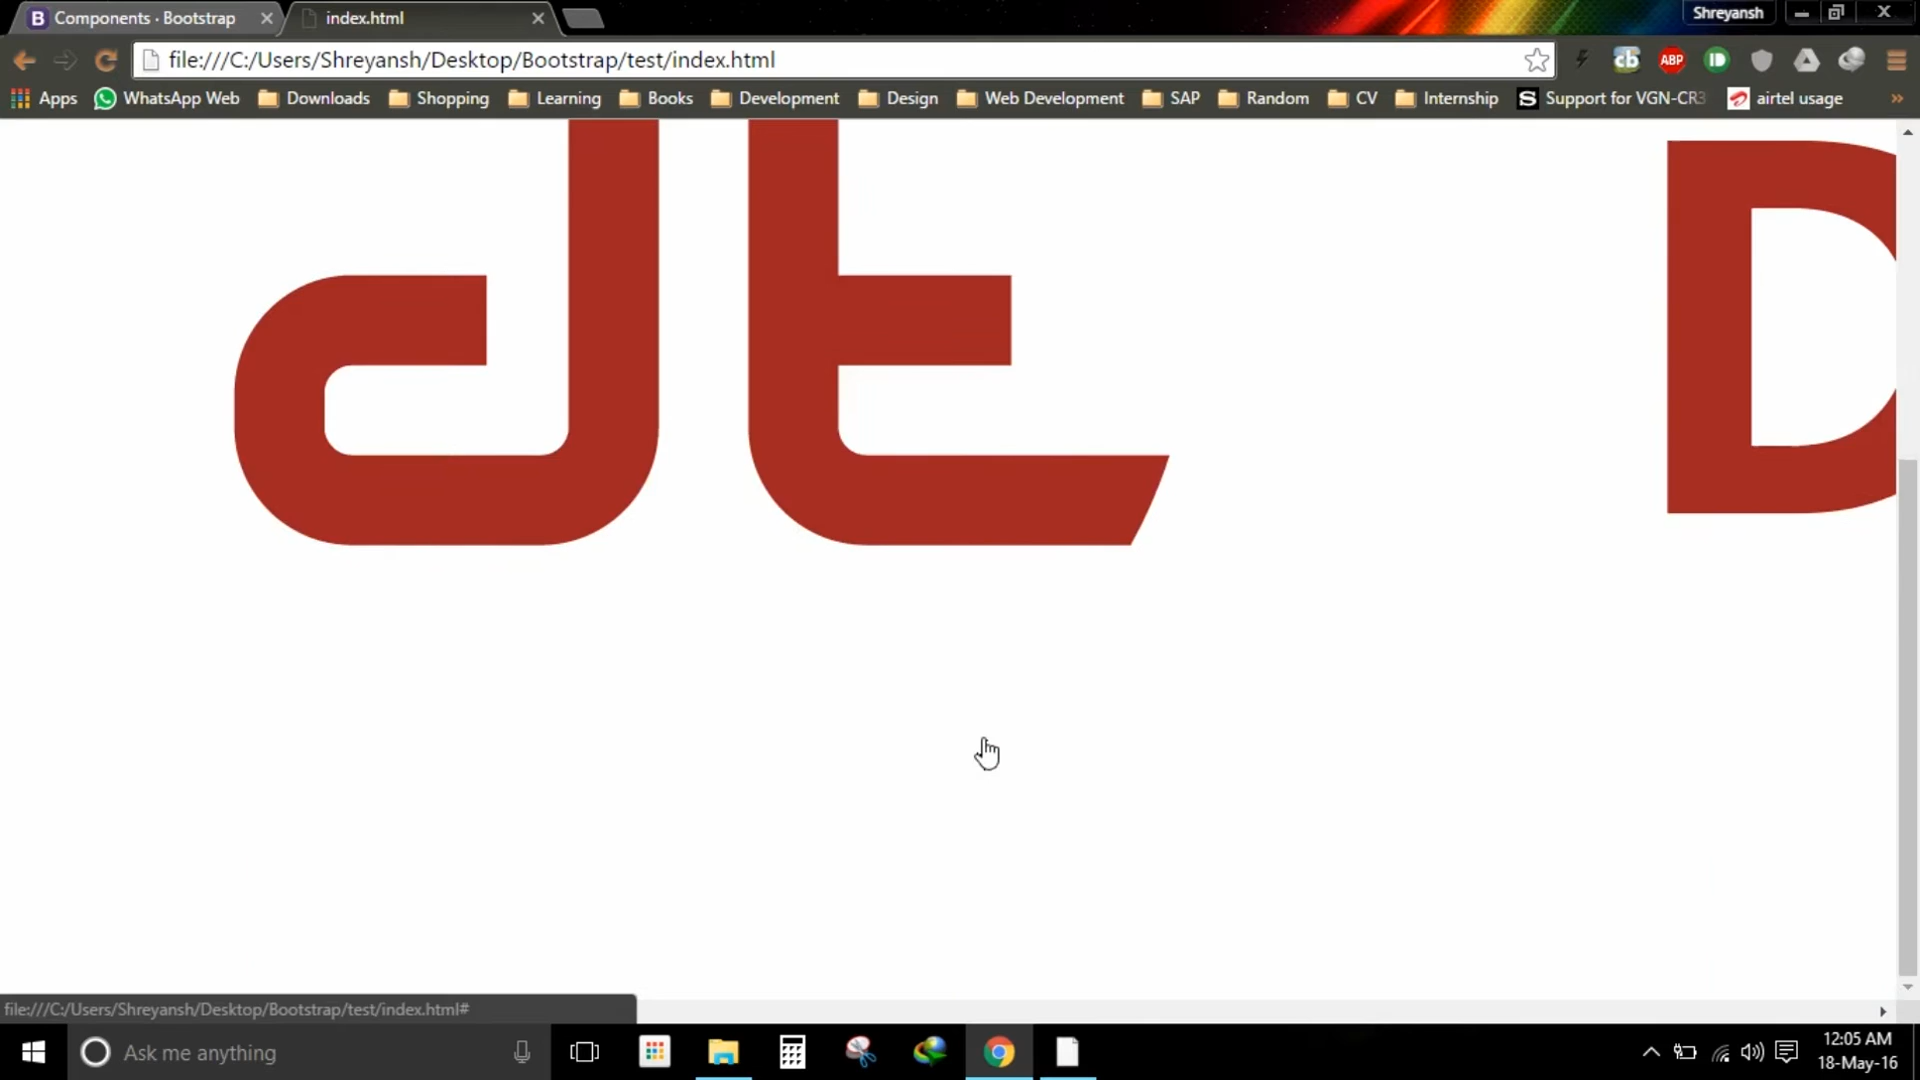 Components · Bootstrap
index.html
Shreyansh
file:///C:/Users/Shreyansh/Desktop/Bootstrap/test/index.html
ABP
Apps
WhatsApp Web
Downloads
Shopping
Learning
Books
Development
Design
Web Development
SAP
Random
CV
Internship
Support for VGN-CR3
airtel usage
dt
D
file:///C:/Users/Shreyansh/Desktop/Bootstrap/test/index.html#
Ask me anything
12:05 AM
18-May-16